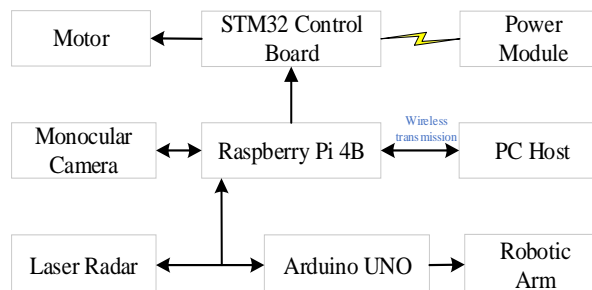 Motor
STM32 Control
Board
Power
Module
Monocular
Camera
Raspberry Pi 4B
Wireless
transmission
PC Host
Laser Radar
Arduino UNO
Robotic
Arm